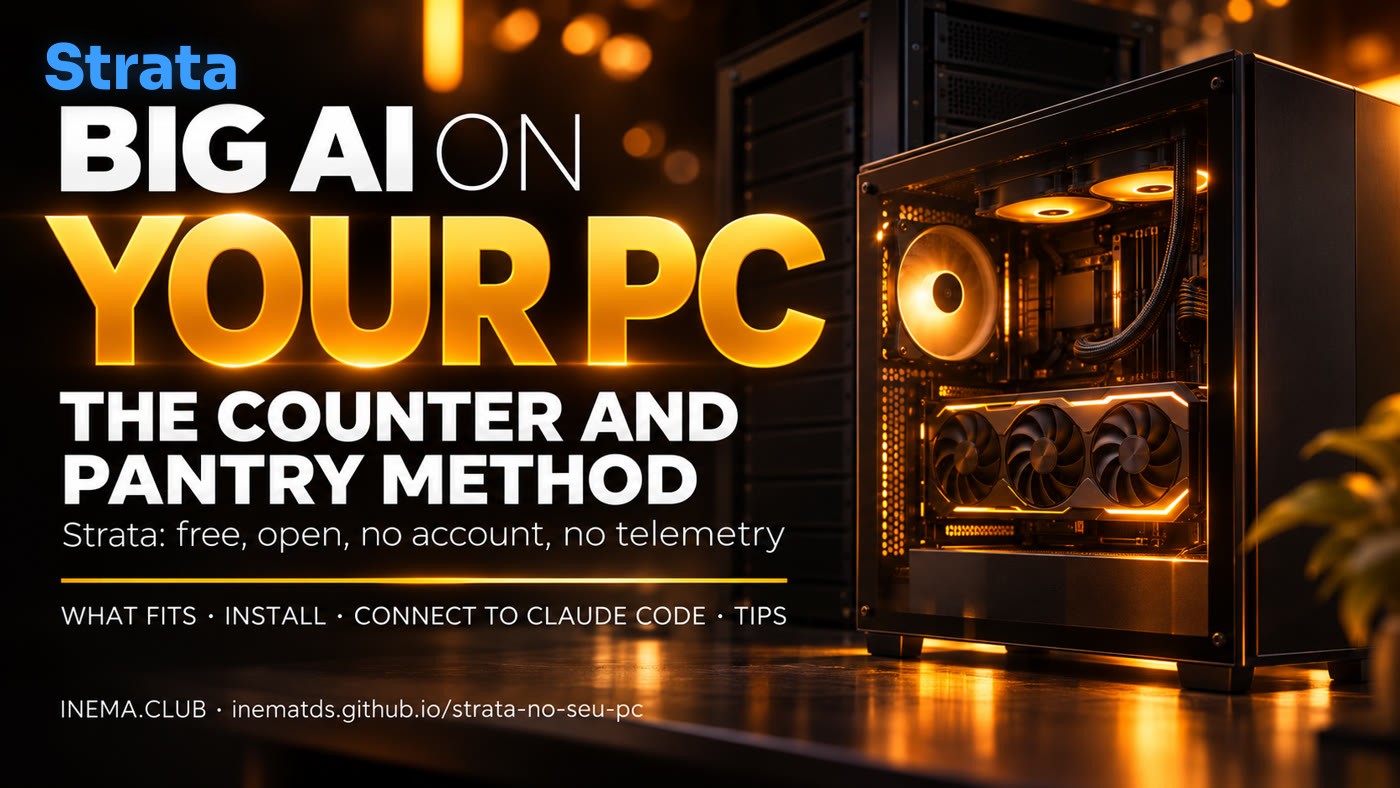 Strata
BIG AI ON
YOUR PC
THE COUNTER AND
PANTRY METHOD
Strata: free, open, no account, no telemetry
WHAT FITS · INSTALL · CONNECT TO CLAUDE CODE · TIPS
INEMA.CLUB · inematds.github.io/strata-no-seu-pc